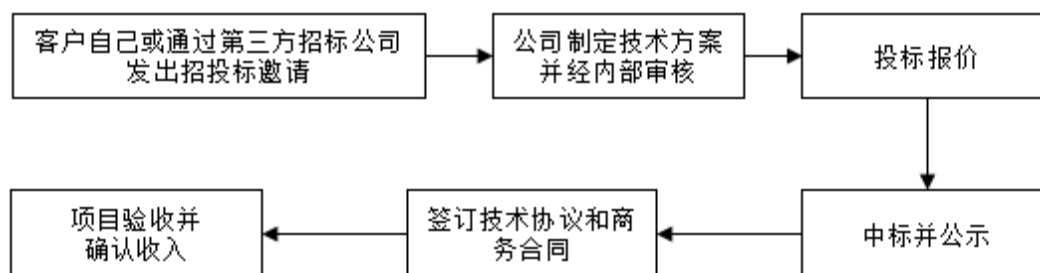 客户自己或通过第三方招标公司
发出招投标邀请
公司制定技术方案
并经内部审核
投标报价
中标并公示
签订技术协议和商
务合同
项目验收并
确认收入